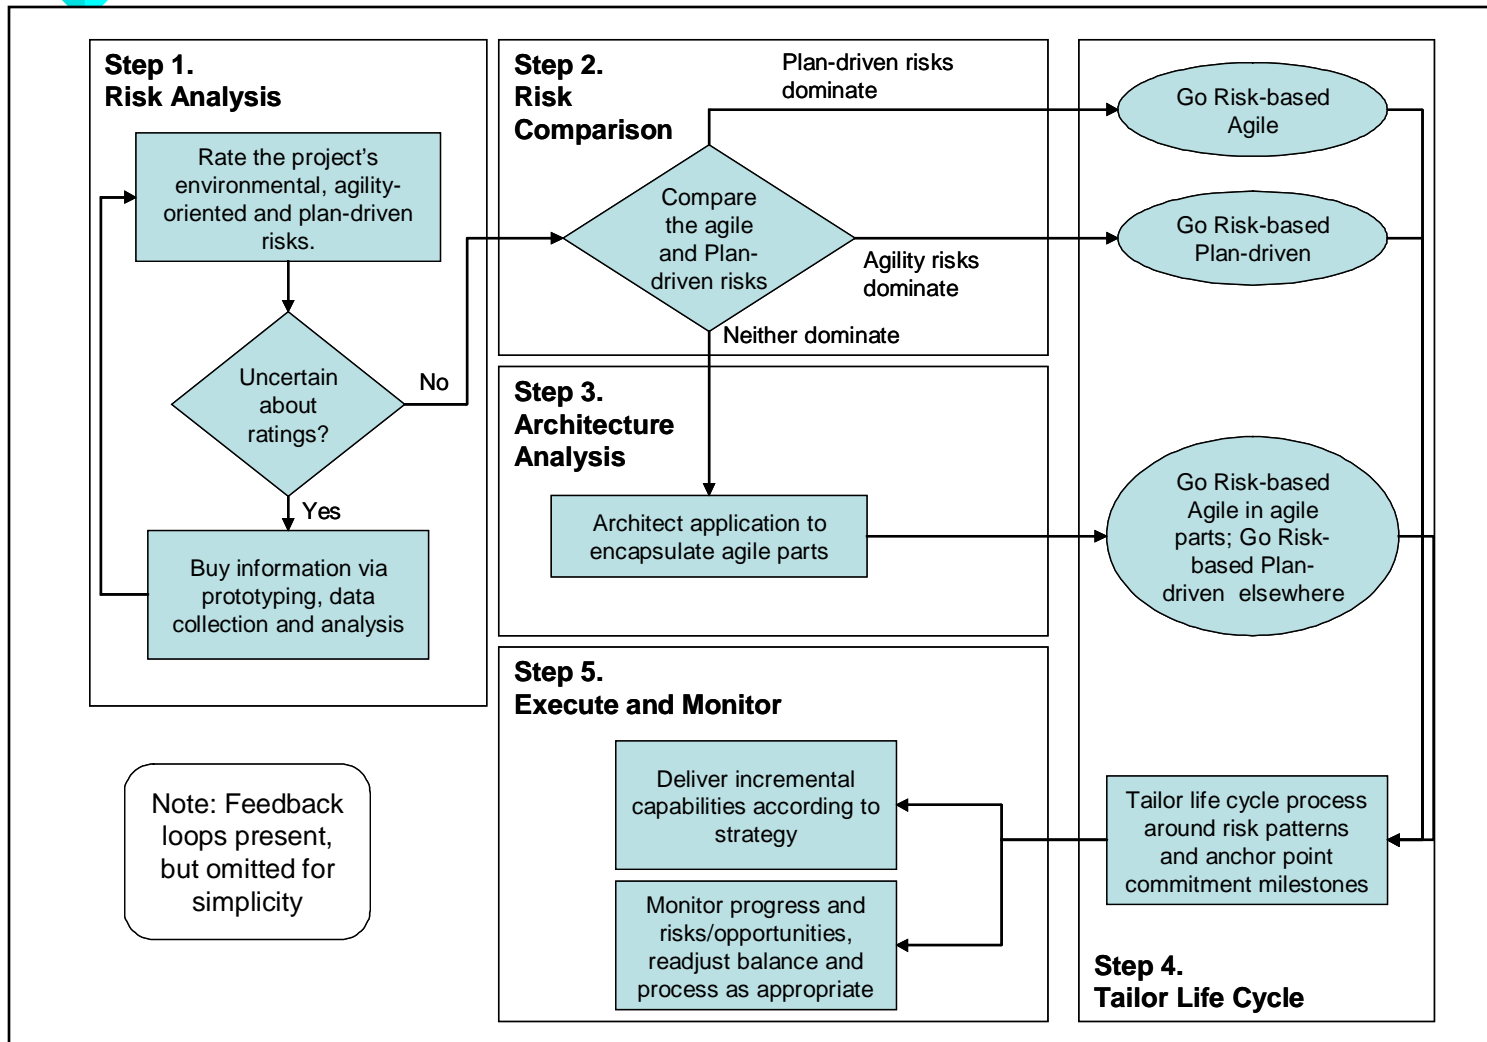 Step 1.
Risk Analysis
Rate the project's
environmental, agility-
oriented and plan-driven
risks.
Uncertain
about
ratings?
No
Yes
Buy information via
prototyping, data
collection and analysis
Note: Feedback
loops present,
but omitted for
simplicity
Step 2.
Risk
Comparison
Plan-driven risks
dominate
Compare
the agile
and Plan-
driven risks
Agility risks
dominate
Neither dominate
Step 3.
Architecture
Analysis
Architect application to
encapsulate agile parts
Go Risk-based
Agile
Go Risk-based
Plan-driven
Go Risk-based
Agile in agile
parts; Go Risk-
based Plan-
driven elsewhere
Tailor life cycle process
around risk patterns
and anchor point
commitment milestones
Step 4.
Tailor Life Cycle
Step 5.
Execute and Monitor
Deliver incremental
capabilities according to
strategy
Monitor progress and
risks/opportunities,
readjust balance and
process as appropriate